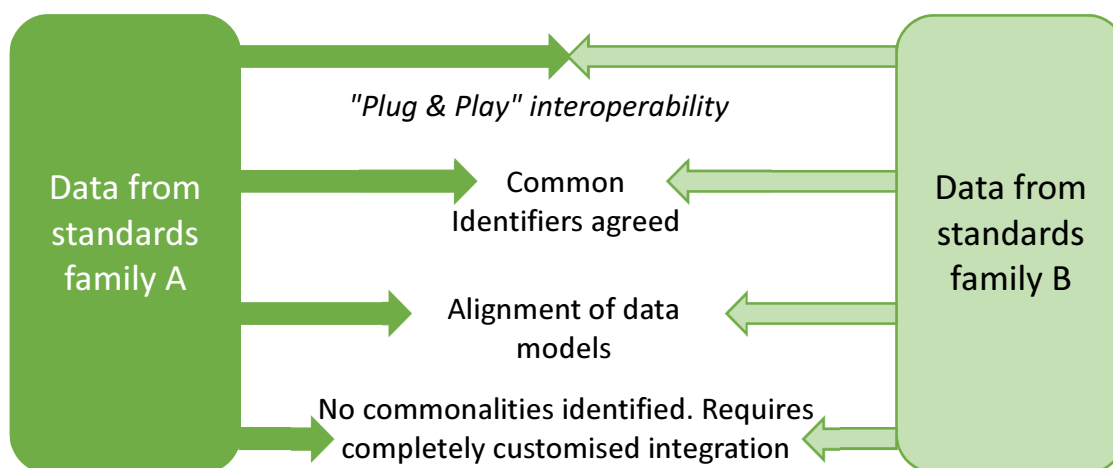 "Plug & Play" interoperability
Data from
standards
family A
Common
Identifiers agreed
Alignment of data
models
No commonalities identified. Requires
completely customised integration
Data from
standards
family B